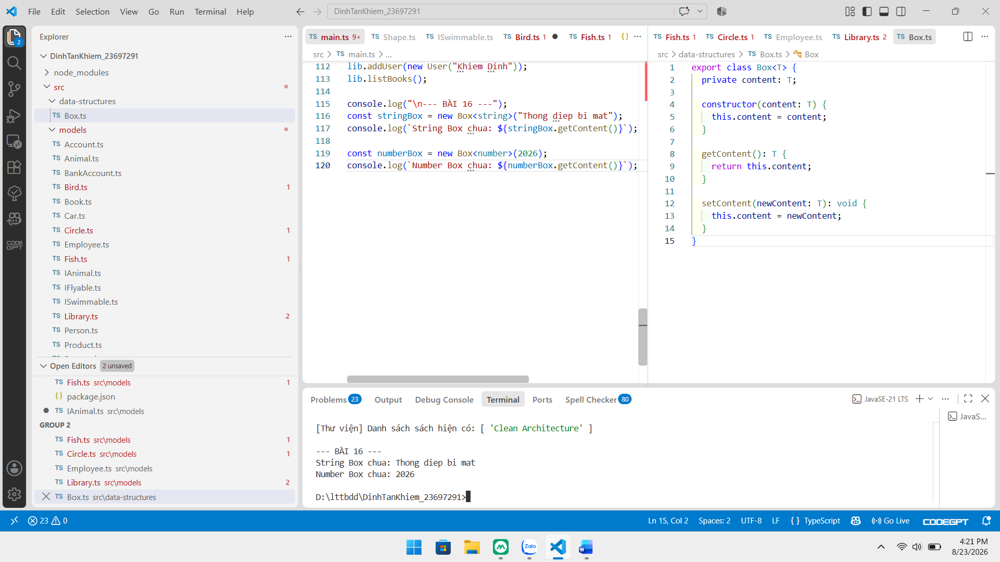 File Edit Selection View Go Run Terminal Help
DinhTanKhiem_23697291
2
Explorer
DinhTanKhiem_23697291
node_modules
src
data-structures
TS Box.ts
models
TS Account.ts
TS Animal.ts
TS BankAccount.ts
TS Bird.ts 1
TS Book.ts
TS Car.ts
TS Circle.ts 1
TS Employee.ts
TS Fish.ts 1
TS IAnimal.ts
TS IFlyable.ts
TS ISwimmable.ts
TS Library.ts 2
TS Person.ts
TS Product.ts
Open Editors 2 unsaved
TS Fish.ts src\models 1
{} package.json
TS IAnimal.ts src\models
GROUP 2
TS Fish.ts src\models 1
TS Circle.ts src\models 1
TS Employee.ts src\models
TS Library.ts src\models 2
TS Box.ts src\data-structures
CODE
GPT
TS main.ts 9+ TS Shape.ts TS ISwimmable.ts TS Bird.ts 1 TS Fish.ts 1 {} ...
src > TS main.ts > ...
112 lib.addUser(new User("Khiem Dinh"));
113 lib.listBooks();
114
115 console.log("\n--- BÀI 16 ---");
116 const stringBox = new Box<string>("Thong diep bi mat");
117 console.log(`String Box chua: ${stringBox.getContent()}`);
118
119 const numberBox = new Box<number>(2026);
120 console.log(`Number Box chua: ${numberBox.getContent()}`);
TS Fish.ts 1 TS Circle.ts 1 TS Employee.ts TS Library.ts 2 TS Box.ts
src > data-structures > TS Box.ts > Box
1 export class Box<T> {
2 private content: T;
3
4 constructor(content: T) {
5 this.content = content;
6 }
7
8 getContent(): T {
9 return this.content;
10 }
11
12 setContent(newContent: T): void {
13 this.content = newContent;
14 }
15 }
Problems 23 Output Debug Console Terminal Ports Spell Checker 80
JavaSE-21 LTS
JavaS...
[Thư viện] Danh sách sách hiện có: [ 'Clean Architecture' ]
--- BÀI 16 ---
String Box chua: Thong diep bi mat
Number Box chua: 2026
D:\lttbdd\DinhTanKhiem_23697291>
23 0
Ln 15, Col 2 Spaces: 2 UTF-8 LF {} TypeScript Go Live CODEGPT
Zalo
W
4:21 PM
8/23/2026